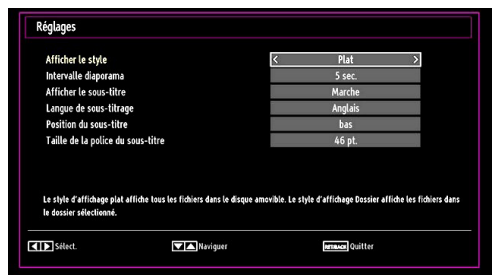 Réglages
Afficher le style < Plat >
Intervalle diaporama 5 sec.
Afficher le sous-titre Marche
Langue de sous-titrage Anglais
Position du sous-titre bas
Taille de la police du sous-titre 46 pt.
Le style d'affichage plat affiche tous les fichiers dans le disque amovible. Le style d'affichage Dossier affiche les fichiers dans
le dossier sélectionné.
Sélect. Naviguer RET/BACK Quitter